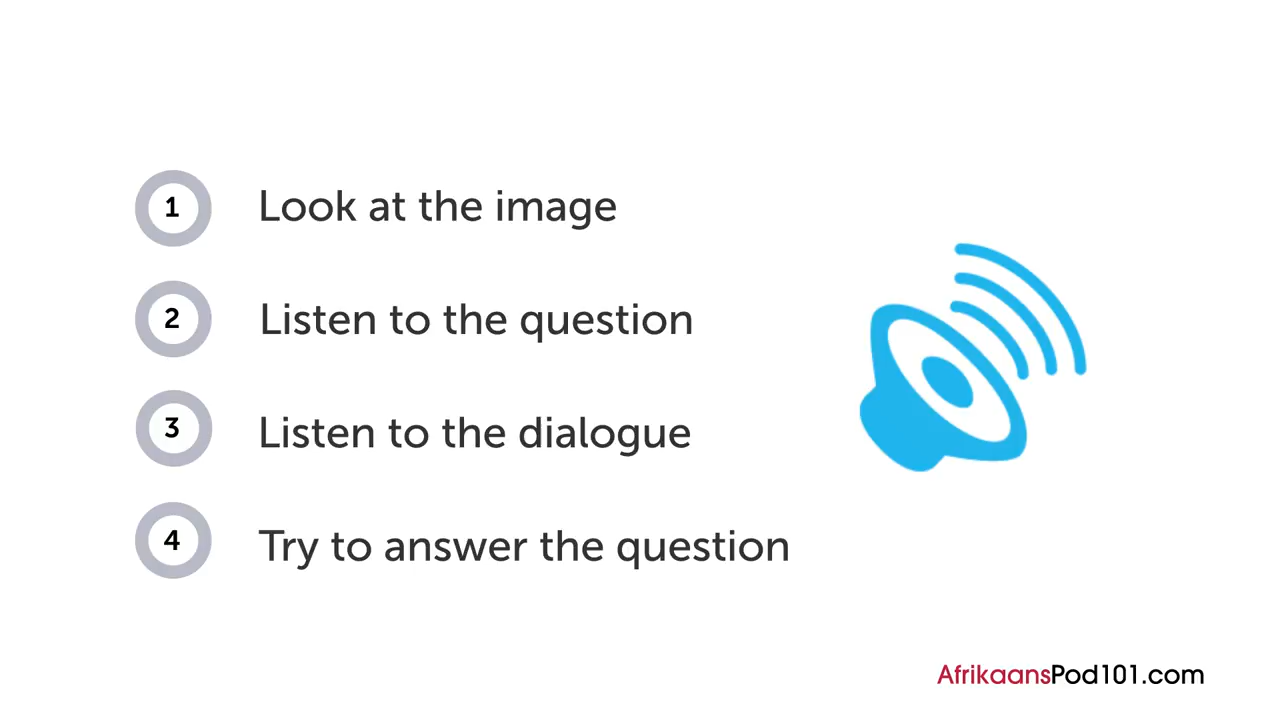 1 Look at the image
2 Listen to the question
3 Listen to the dialogue
4 Try to answer the question
AfrikaansPod101.com